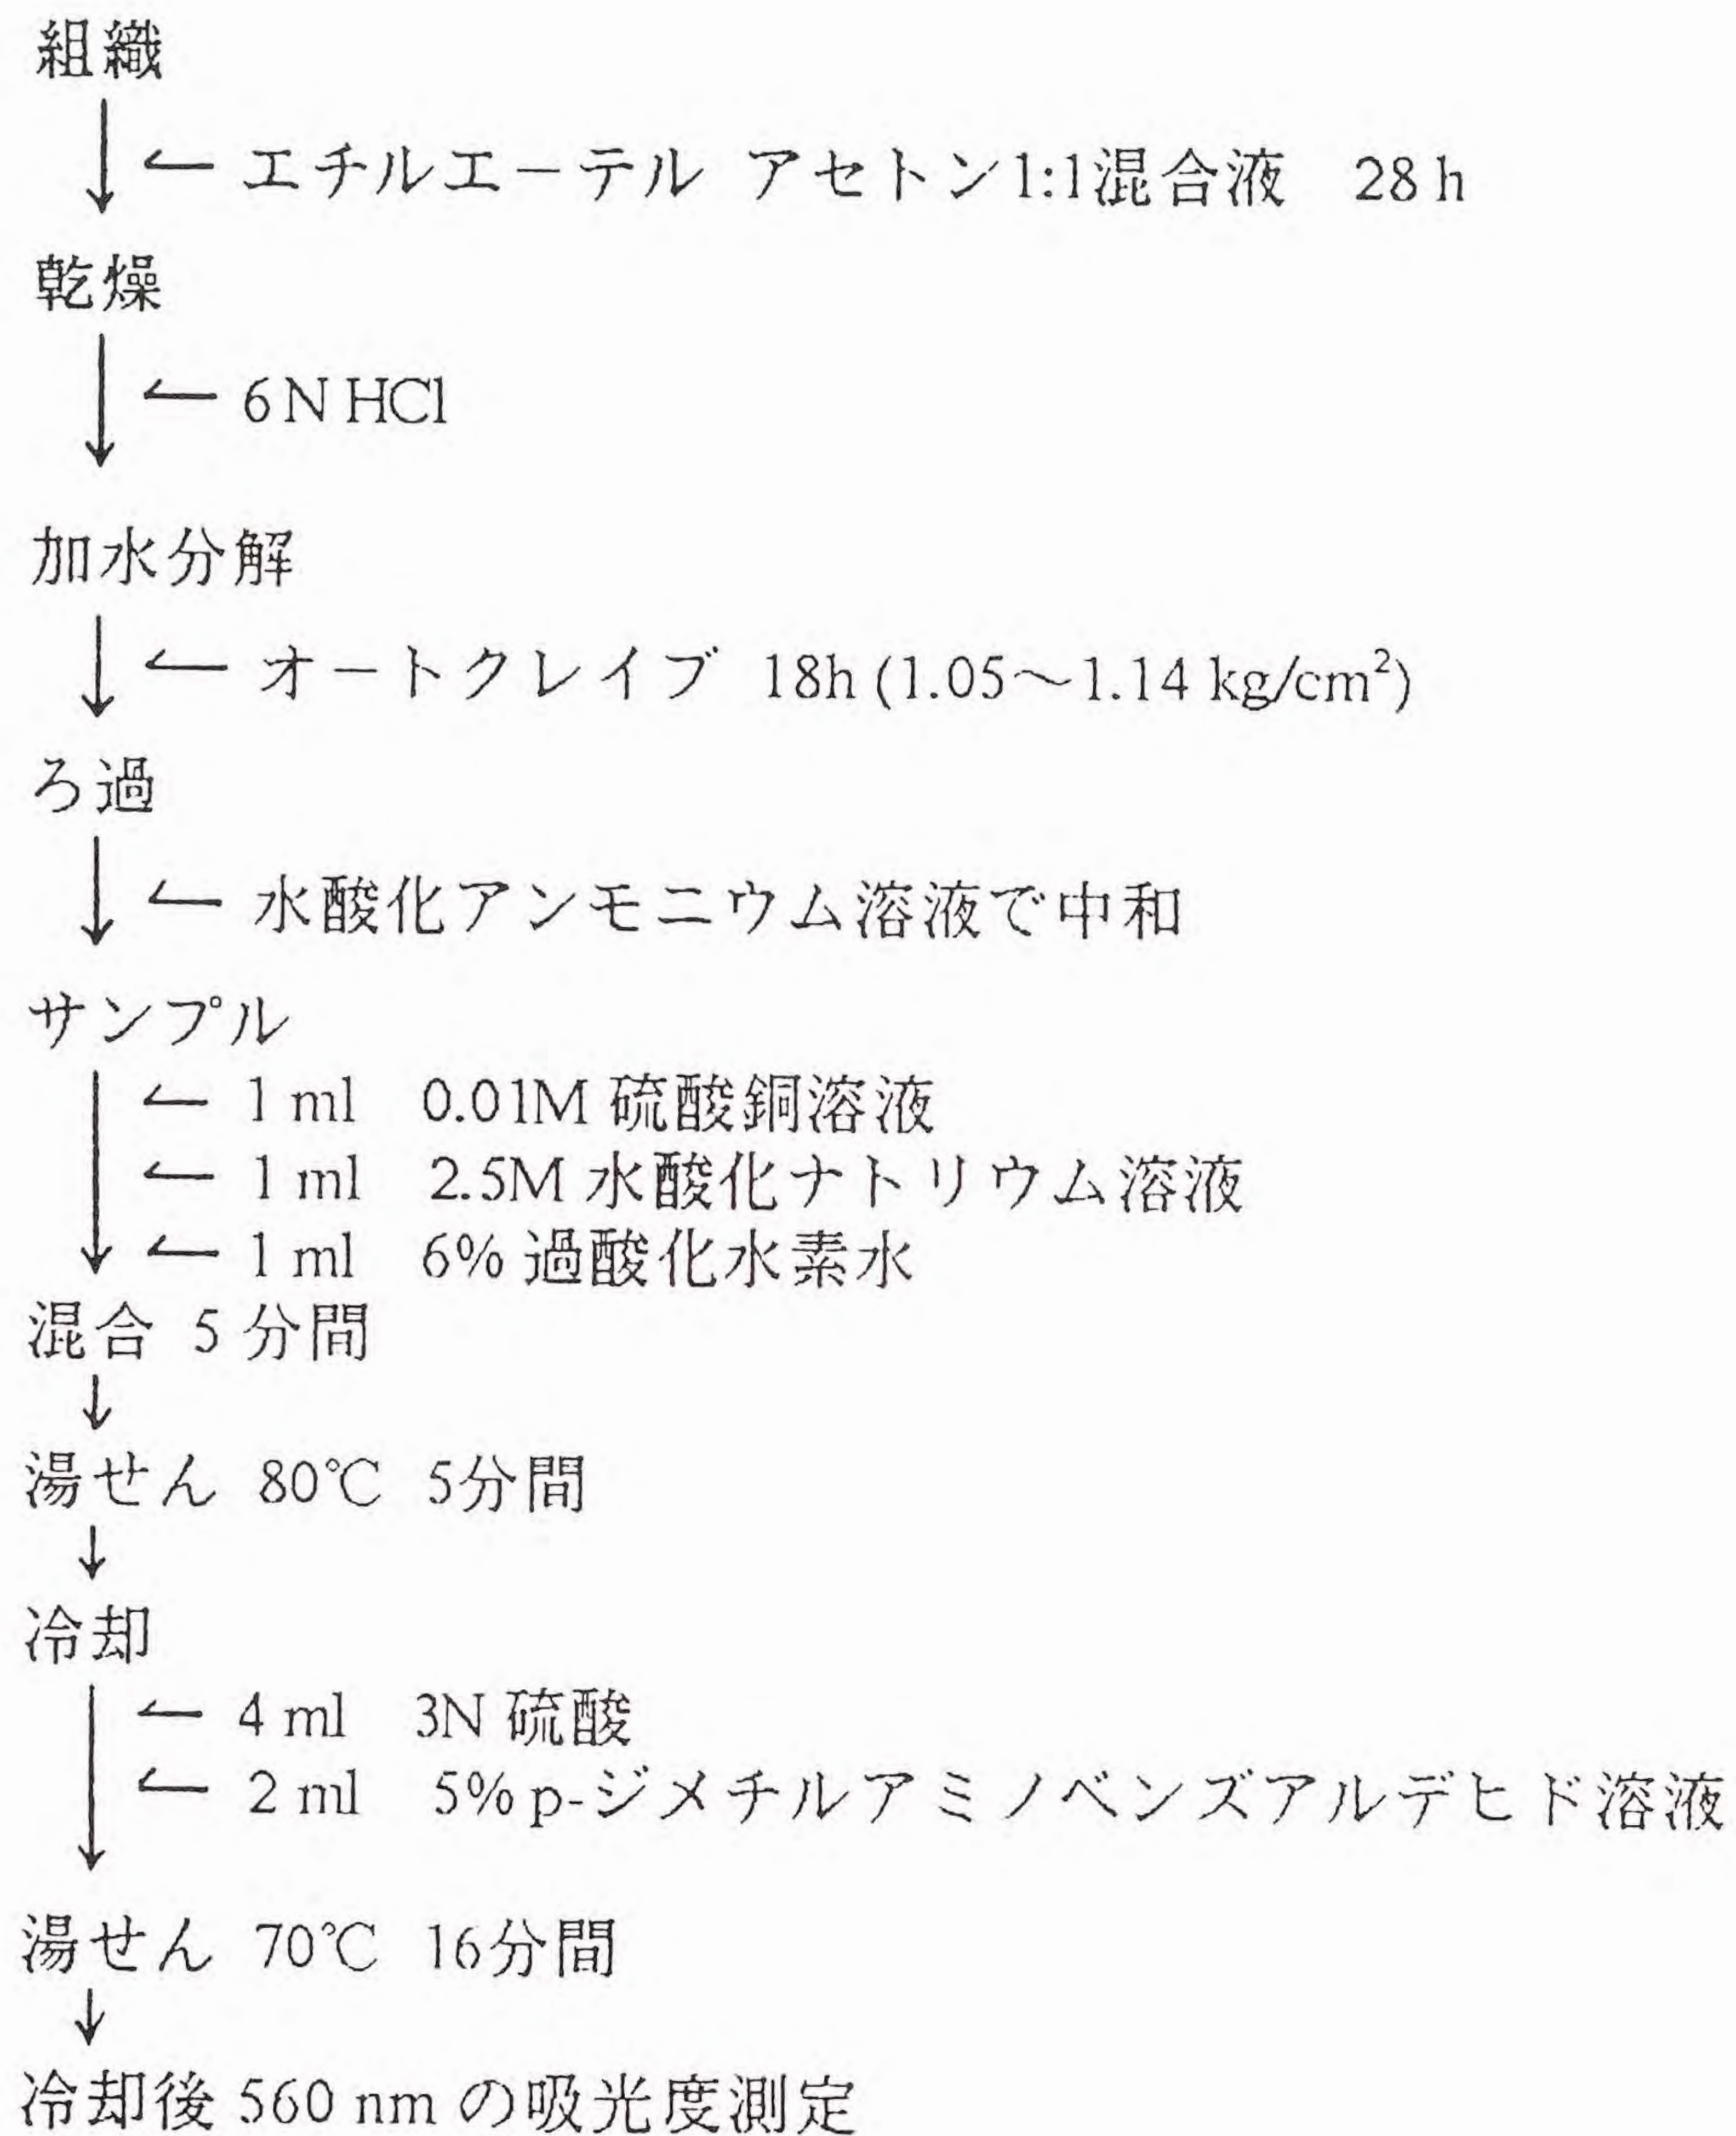 組織
↓ ← エチルエーテル アセトン1:1混合液 28 h
乾燥
↓ ← 6 N HCl
加水分解
↓ ← オートクレイブ 18h (1.05～1.14 kg/cm²)
ろ過
↓ ← 水酸化アンモニウム溶液で中和
サンプル
← 1 ml 0.01M 硫酸銅溶液
← 1 ml 2.5M 水酸化ナトリウム溶液
↓ ← 1 ml 6% 過酸化水素水
混合 5 分間
↓
湯せん 80℃ 5分間
↓
冷却
← 4 ml 3N 硫酸
↓ ← 2 ml 5% p-ジメチルアミノベンズアルデヒド溶液
湯せん 70℃ 16分間
↓
冷却後 560 nm の吸光度測定